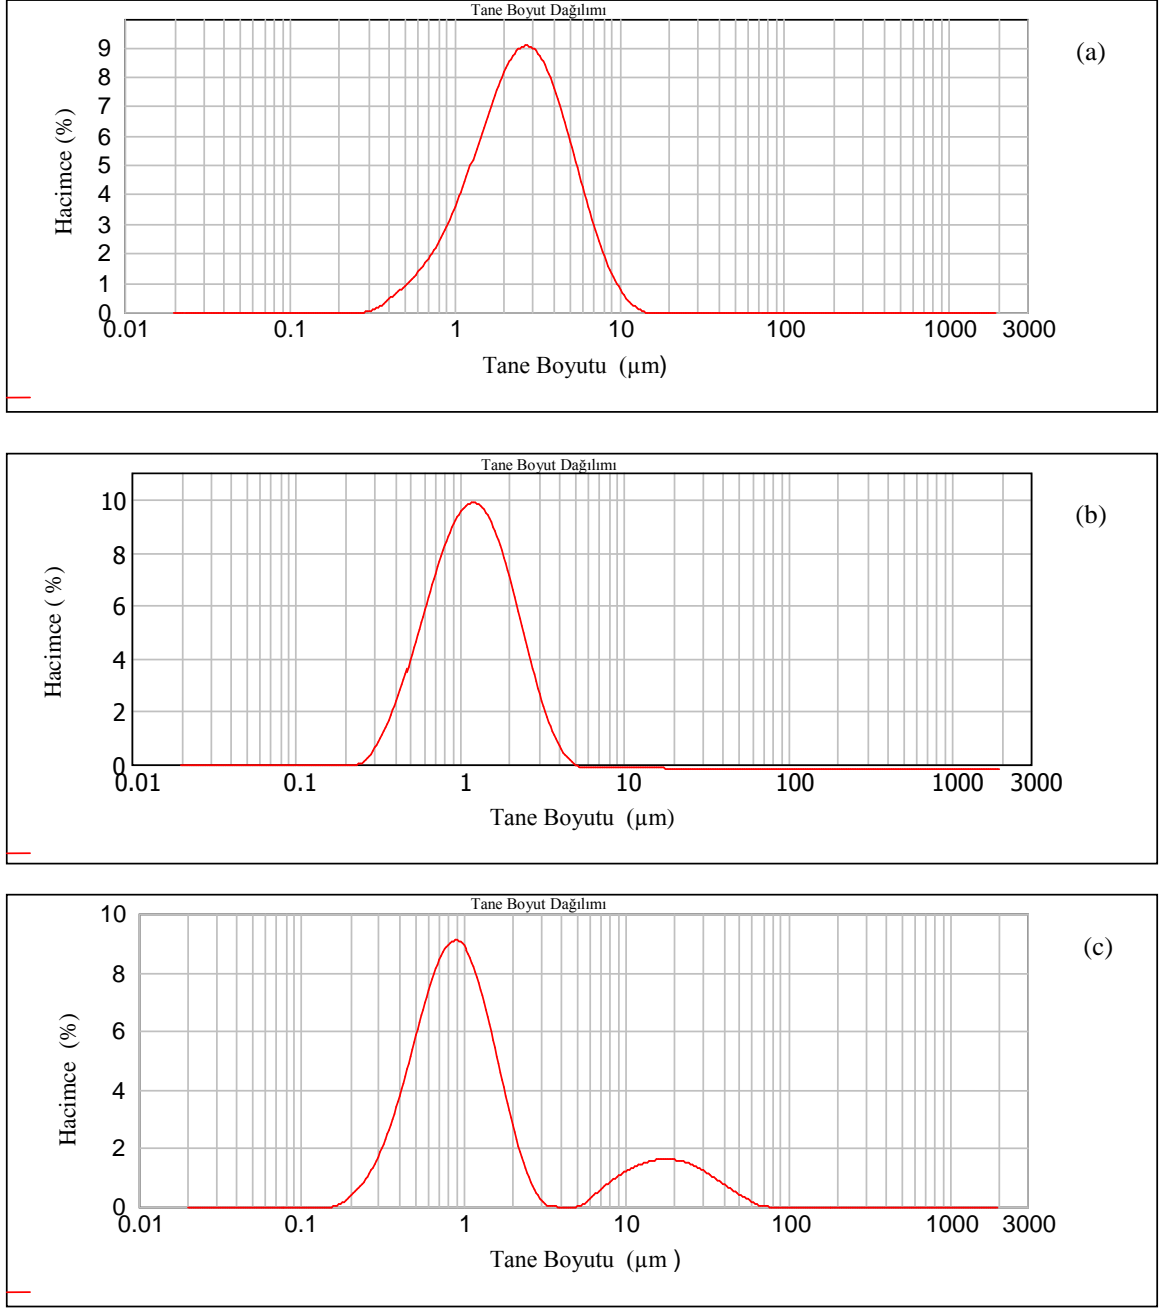 Tane Boyut Dağılımı
(a)
9
8
7
6
5
4
3
2
1
0
Hacimce (%)
0.01 0.1 1 10 100 1000 3000
Tane Boyutu (µm)
Tane Boyut Dağılımı
(b)
10
8
6
4
2
0
Hacimce ( %)
0.01 0.1 1 10 100 1000 3000
Tane Boyutu (µm)
Tane Boyut Dağılımı
(c)
10
8
6
4
2
0
Hacimce (%)
0.01 0.1 1 10 100 1000 3000
Tane Boyutu (µm )